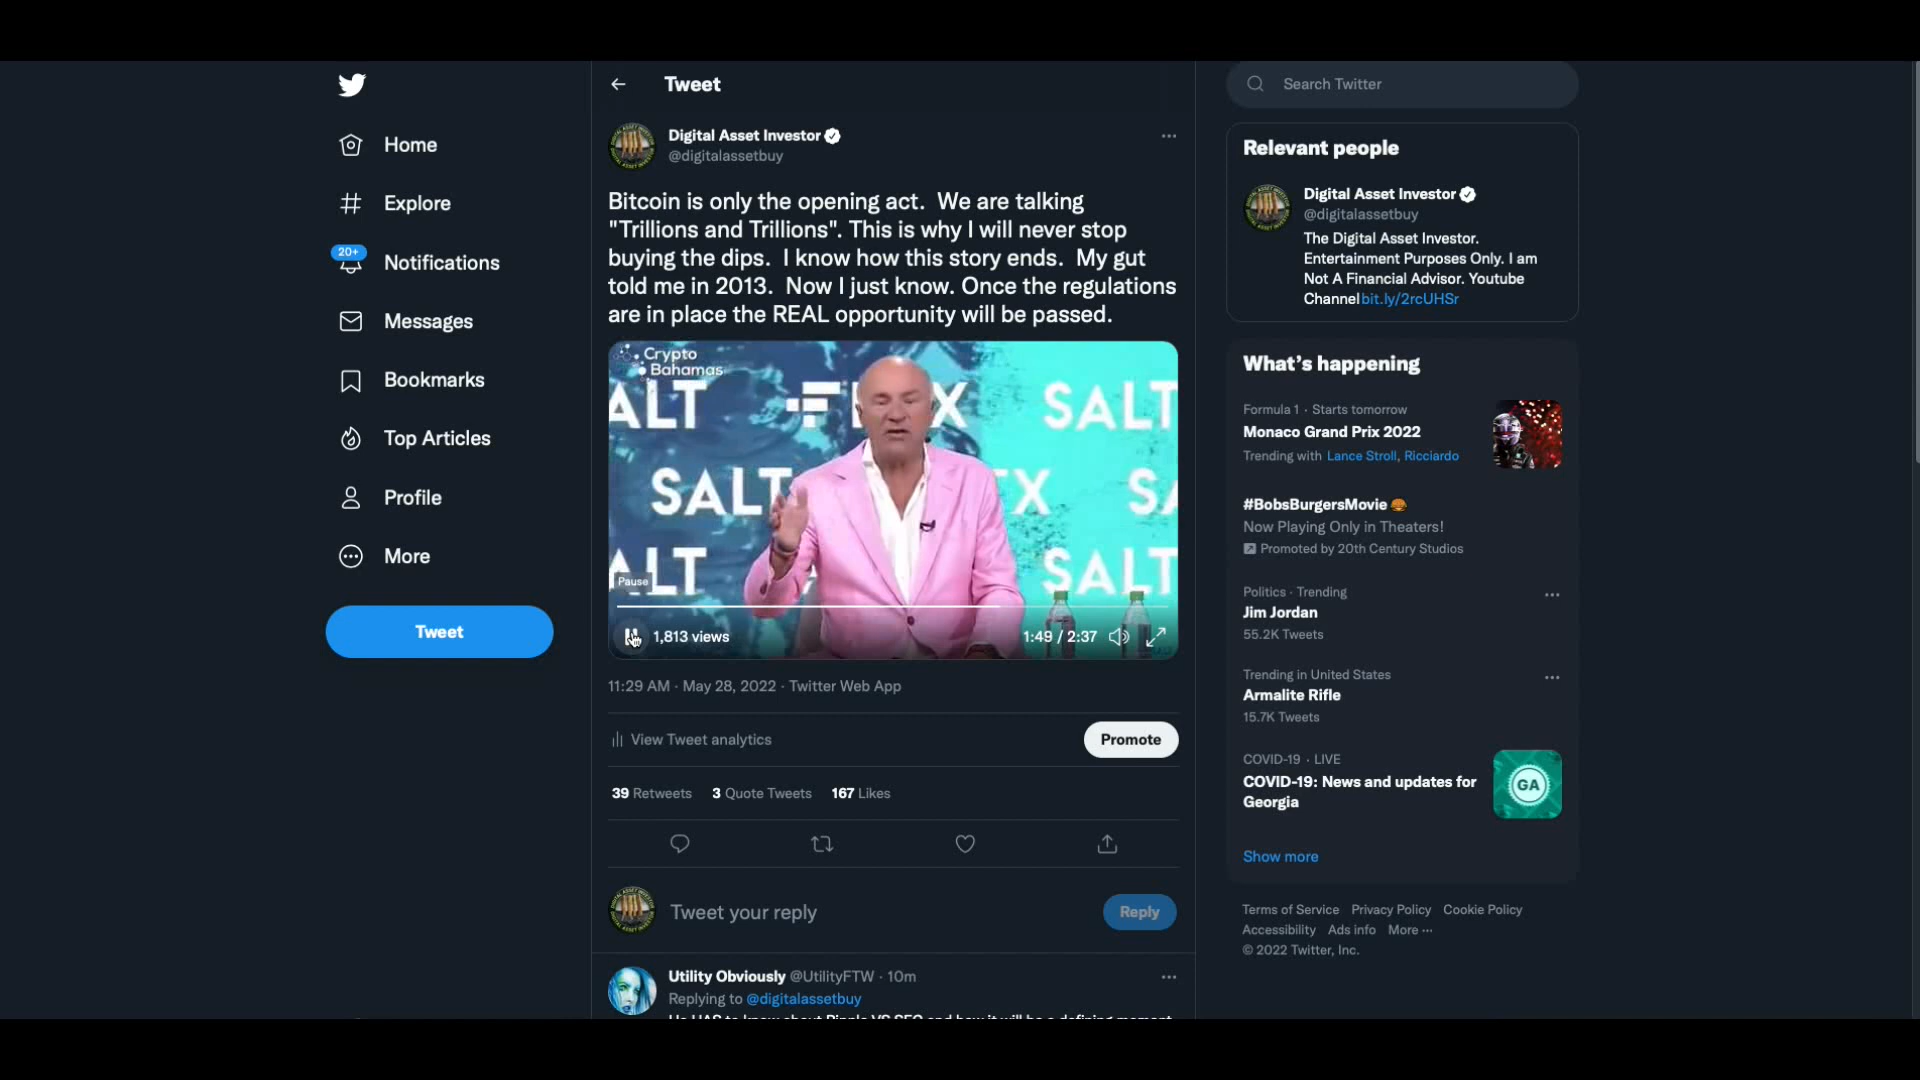 Tweet
Search Twitter
Home
Explore
20+
Notifications
Messages
Bookmarks
Top Articles
Profile
More
Tweet
Digital Asset Investor
@digitalassetbuy
Bitcoin is only the opening act. We are talking
"Trillions and Trillions". This is why I will never stop
buying the dips. I know how this story ends. My gut
told me in 2013. Now I just know. Once the regulations
are in place the REAL opportunity will be passed.
Crypto
Bahamas
ALT
X
SALT
SALT
X
ALT
SALT
Pause
1,813 views
1:49 / 2:37
11:29 AM · May 28, 2022 · Twitter Web App
View Tweet analytics
Promote
39 Retweets 3 Quote Tweets 167 Likes
Tweet your reply
Reply
Utility Obviously @UtilityFTW · 10m
Replying to @digitalassetbuy
Relevant people
Digital Asset Investor
@digitalassetbuy
The Digital Asset Investor.
Entertainment Purposes Only. I am
Not A Financial Advisor. Youtube
Channel bit.ly/2rcUHSr
What's happening
Formula 1 · Starts tomorrow
Monaco Grand Prix 2022
Trending with Lance Stroll, Ricciardo
#BobsBurgersMovie
Now Playing Only in Theaters!
Promoted by 20th Century Studios
Politics · Trending
Jim Jordan
55.2K Tweets
Trending in United States
Armalite Rifle
15.7K Tweets
COVID-19 · LIVE
COVID-19: News and updates for
Georgia
GA
Show more
Terms of Service Privacy Policy Cookie Policy
Accessibility Ads info More ···
© 2022 Twitter, Inc.